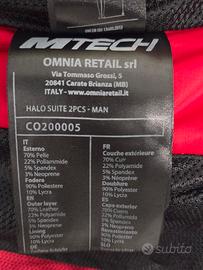 MTECH
OMNIA RETAIL srl
Via Tommaso Grossi, 5
20841 Carate Brianza (MB)
ITALY - www.omniaretail.it
HALO SUITE 2PCS - MAN
CO200005
IT
Esterno
70% Pelle
22% Poliammide
5% Spandex
3% Neoprene
Fodera
90% Poliestere
10% Lycra
EN
Outer layer
70% Leather
22% Polyamide
5% Spandex
3% Neoprene
Lining
90% Polyester
10% Lycra
FR
Couche extérieure
70% Cuir
22% Polyamide
5% Spandex
3% Néoprène
Doublure
90% Polyester
10% Lycra
ES
Capa exterior
70% Cuero
22% Poliamida
5% Spandex
3% Neopreno
10% Lycra
subito